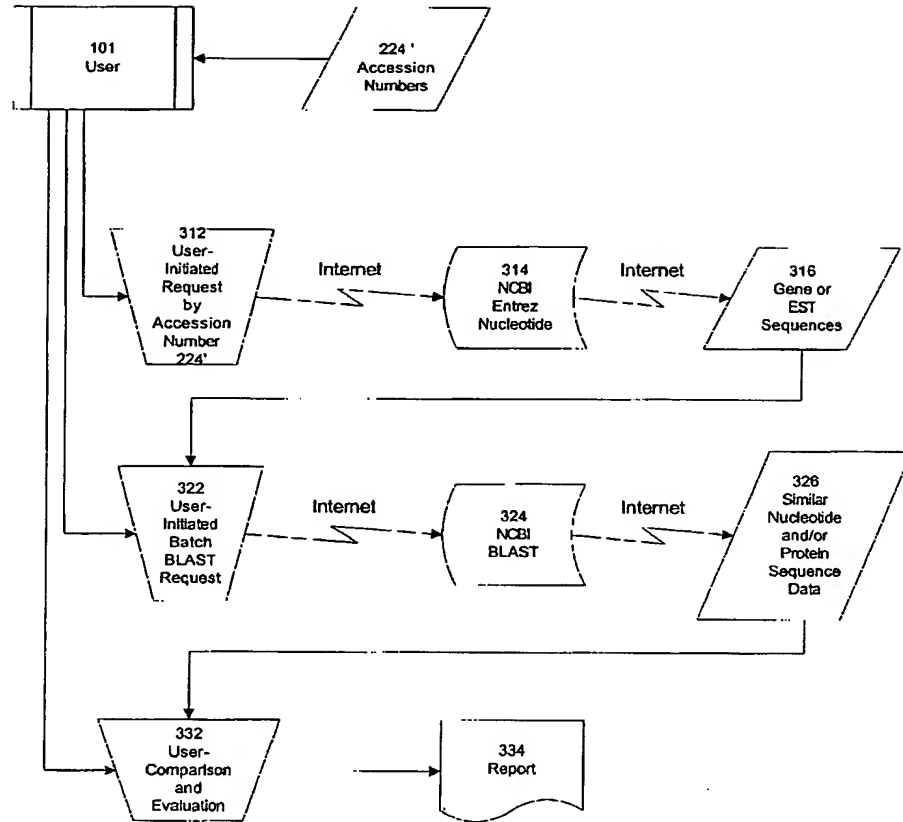 101
User
224 '
Accession
Numbers
312
User-
Initiated
Request
by
Accession
Number
224'
Internet
314
NCBI
Entrez
Nucleotide
Internet
316
Gene or
EST
Sequences
322
User-
Initiated
Batch
BLAST
Request
Internet
324
NCBI
BLAST
Internet
326
Similar
Nucleotide
and/or
Protein
Sequence
Data
332
User-
Comparison
and
Evaluation
334
Report